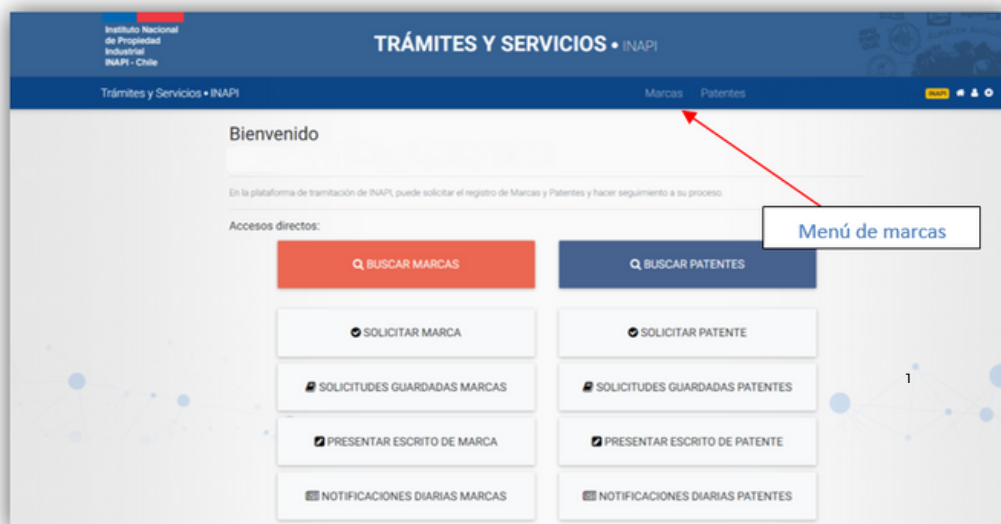 Instituto Nacional
de Propiedad
Industrial
INAPI - Chile
TRÁMITES Y SERVICIOS • INAPI
Trámites y Servicios • INAPI
Marcas Patentes
INAPI
Bienvenido
En la plataforma de tramitación de INAPI, puede solicitar el registro de Marcas y Patentes y hacer seguimiento a su proceso.
Menú de marcas
Accesos directos:
BUSCAR MARCAS
BUSCAR PATENTES
SOLICITAR MARCA
SOLICITAR PATENTE
SOLICITUDES GUARDADAS MARCAS
SOLICITUDES GUARDADAS PATENTES
1
PRESENTAR ESCRITO DE MARCA
PRESENTAR ESCRITO DE PATENTE
NOTIFICACIONES DIARIAS MARCAS
NOTIFICACIONES DIARIAS PATENTES